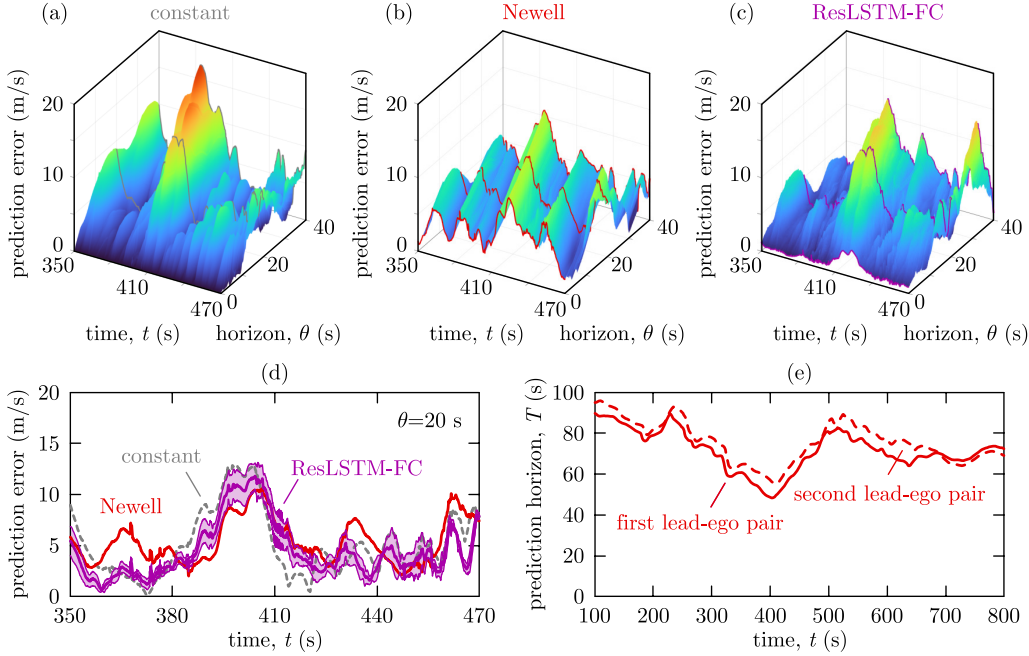 (a) constant
prediction error (m/s)
20
10
0
350
410
470
0
20
40
time, t (s)
horizon, θ (s)
(b) Newell
prediction error (m/s)
20
10
0
350
410
470
0
20
40
time, t (s)
horizon, θ (s)
(c) ResLSTM-FC
prediction error (m/s)
20
10
0
350
410
470
0
20
40
time, t (s)
horizon, θ (s)
(d)
prediction error (m/s)
20
15
10
5
0
θ=20 s
constant
ResLSTM-FC
Newell
350 380 410 440 470
time, t (s)
(e)
prediction horizon, T (s)
100
80
60
40
20
0
first lead-ego pair
second lead-ego pair
100 200 300 400 500 600 700 800
time, t (s)